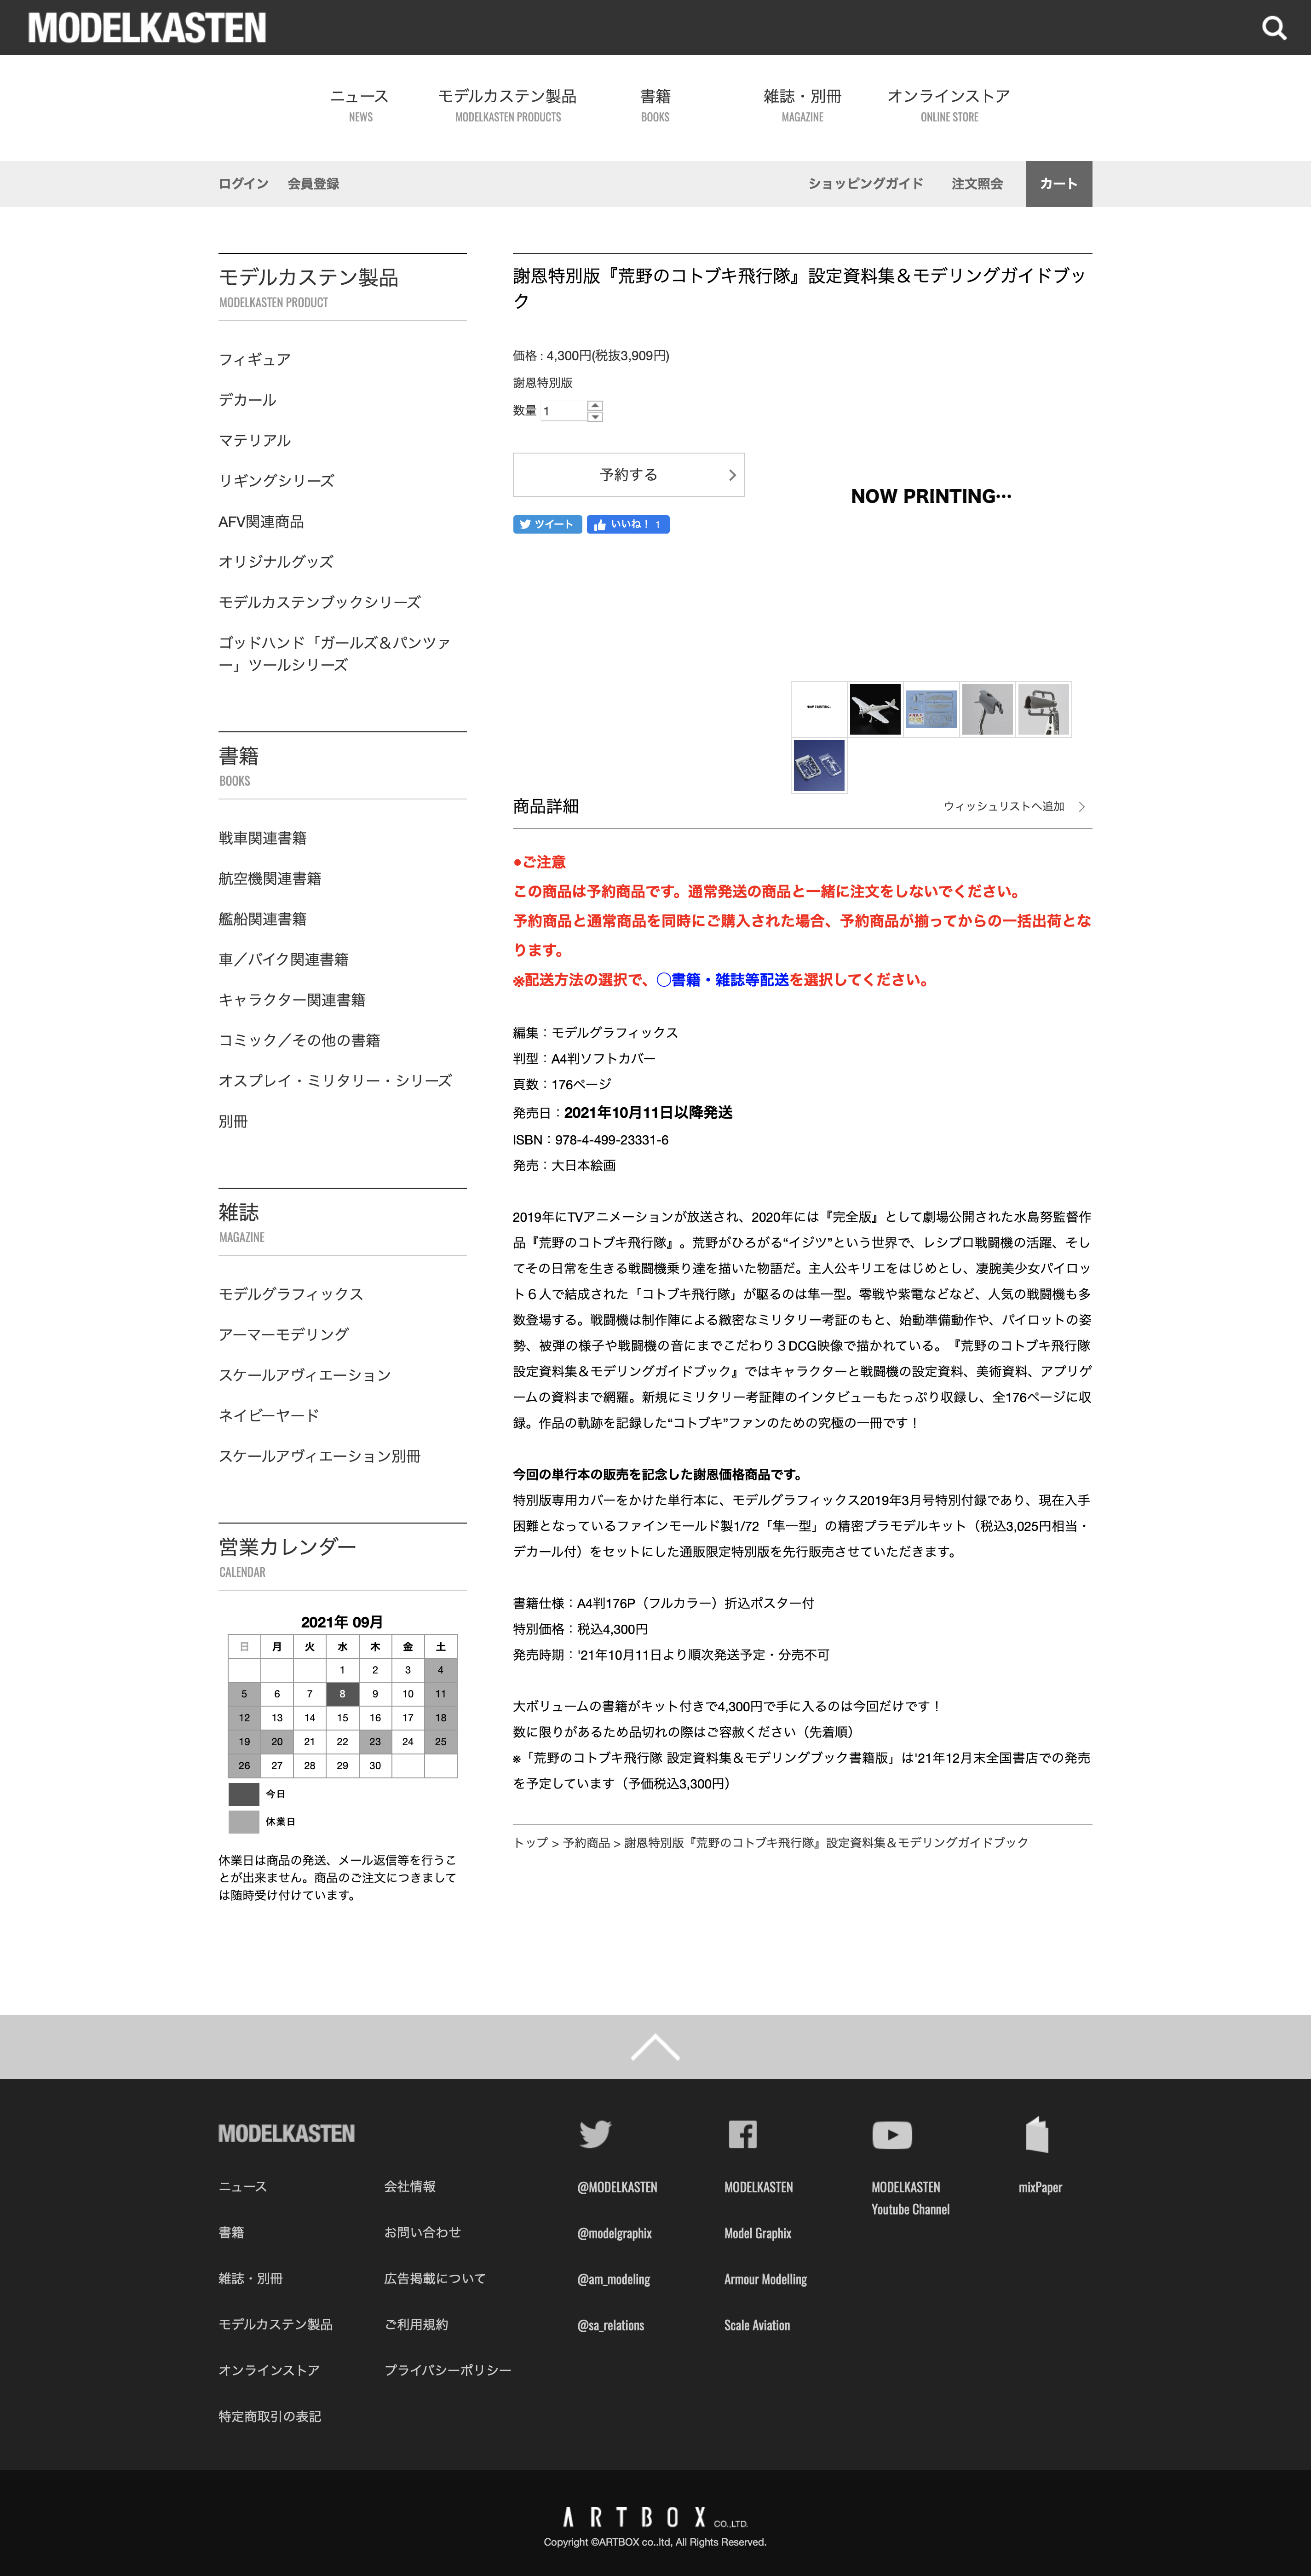 MODELKASTEN
ニュース
NEWS
モデルカステン製品
MODELKASTEN PRODUCTS
書籍
BOOKS
雑誌・別冊
MAGAZINE
オンラインストア
ONLINE STORE
ログイン 会員登録
ショッピングガイド 注文照会 カート
モデルカステン製品
MODELKASTEN PRODUCT
フィギュア
デカール
マテリアル
リギングシリーズ
AFV関連商品
オリジナルグッズ
モデルカステンブックシリーズ
ゴッドハンド「ガールズ＆パンツァ
ー」ツールシリーズ
書籍
BOOKS
戦車関連書籍
航空機関連書籍
艦船関連書籍
車／バイク関連書籍
キャラクター関連書籍
コミック／その他の書籍
オスプレイ・ミリタリー・シリーズ
別冊
雑誌
MAGAZINE
モデルグラフィックス
アーマーモデリング
スケールアヴィエーション
ネイビーヤード
スケールアヴィエーション別冊
営業カレンダー
CALENDAR
2021年 09月
日 月 火 水 木 金 土
1 2 3 4
5 6 7 8 9 10 11
12 13 14 15 16 17 18
19 20 21 22 23 24 25
26 27 28 29 30
今日
休業日
休業日は商品の発送、メール返信等を行うこ
とが出来ません。商品のご注文につきまして
は随時受け付けています。
謝恩特別版『荒野のコトブキ飛行隊』設定資料集＆モデリングガイドブッ
ク
価格 : 4,300円(税抜3,909円)
謝恩特別版
数量 1
予約する
ツイート いいね！ 1
NOW PRINTING…
NOW PRINTING…
商品詳細
ウィッシュリストへ追加
●ご注意
この商品は予約商品です。通常発送の商品と一緒に注文をしないでください。
予約商品と通常商品を同時にご購入された場合、予約商品が揃ってからの一括出荷とな
ります。
※配送方法の選択で、◯書籍・雑誌等配送を選択してください。
編集：モデルグラフィックス
判型：A4判ソフトカバー
頁数：176ページ
発売日：2021年10月11日以降発送
ISBN：978-4-499-23331-6
発売：大日本絵画
2019年にTVアニメーションが放送され、2020年には『完全版』として劇場公開された水島努監督作
品『荒野のコトブキ飛行隊』。荒野がひろがる“イジツ”という世界で、レシプロ戦闘機の活躍、そし
てその日常を生きる戦闘機乗り達を描いた物語だ。主人公キリエをはじめとし、凄腕美少女パイロッ
ト６人で結成された「コトブキ飛行隊」が駆るのは隼一型。零戦や紫電などなど、人気の戦闘機も多
数登場する。戦闘機は制作陣による緻密なミリタリー考証のもと、始動準備動作や、パイロットの姿
勢、被弾の様子や戦闘機の音にまでこだわり３DCG映像で描かれている。『荒野のコトブキ飛行隊
設定資料集＆モデリングガイドブック』ではキャラクターと戦闘機の設定資料、美術資料、アプリゲ
ームの資料まで網羅。新規にミリタリー考証陣のインタビューもたっぷり収録し、全176ページに収
録。作品の軌跡を記録した“コトブキ”ファンのための究極の一冊です！
今回の単行本の販売を記念した謝恩価格商品です。
特別版専用カバーをかけた単行本に、モデルグラフィックス2019年3月号特別付録であり、現在入手
困難となっているファインモールド製1/72「隼一型」の精密プラモデルキット（税込3,025円相当・
デカール付）をセットにした通販限定特別版を先行販売させていただきます。
書籍仕様：A4判176P（フルカラー）折込ポスター付
特別価格：税込4,300円
発売時期：'21年10月11日より順次発送予定・分売不可
大ボリュームの書籍がキット付きで4,300円で手に入るのは今回だけです！
数に限りがあるため品切れの際はご容赦ください（先着順）
※「荒野のコトブキ飛行隊 設定資料集＆モデリングブック書籍版」は'21年12月末全国書店での発売
を予定しています（予価税込3,300円）
トップ > 予約商品 > 謝恩特別版『荒野のコトブキ飛行隊』設定資料集＆モデリングガイドブック
MODELKASTEN
ニュース
書籍
雑誌・別冊
モデルカステン製品
オンラインストア
特定商取引の表記
会社情報
お問い合わせ
広告掲載について
ご利用規約
プライバシーポリシー
@MODELKASTEN
@modelgraphix
@am_modeling
@sa_relations
MODELKASTEN
Model Graphix
Armour Modelling
Scale Aviation
MODELKASTEN
Youtube Channel
mixPaper
ARTBOX CO.,LTD.
Copyright ©ARTBOX co..ltd, All Rights Reserved.